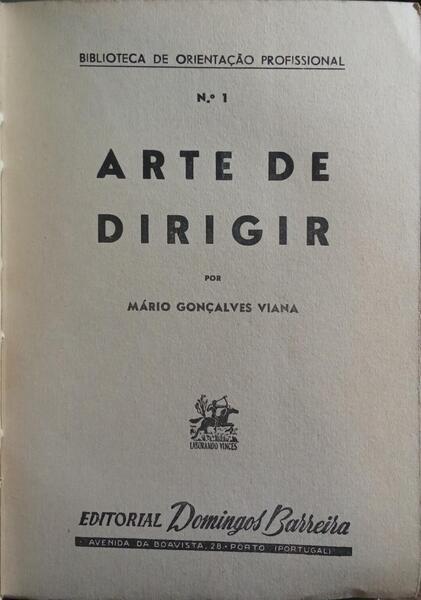 BIBLIOTECA DE ORIENTAÇÃO PROFISSIONAL
N.º 1
ARTE DE
DIRIGIR
POR
MÁRIO GONÇALVES VIANA
LABORANDO VINCES
EDITORIAL Domingos Barreira
AVENIDA DA BOAVISTA, 28 - PORTO (PORTUGAL)